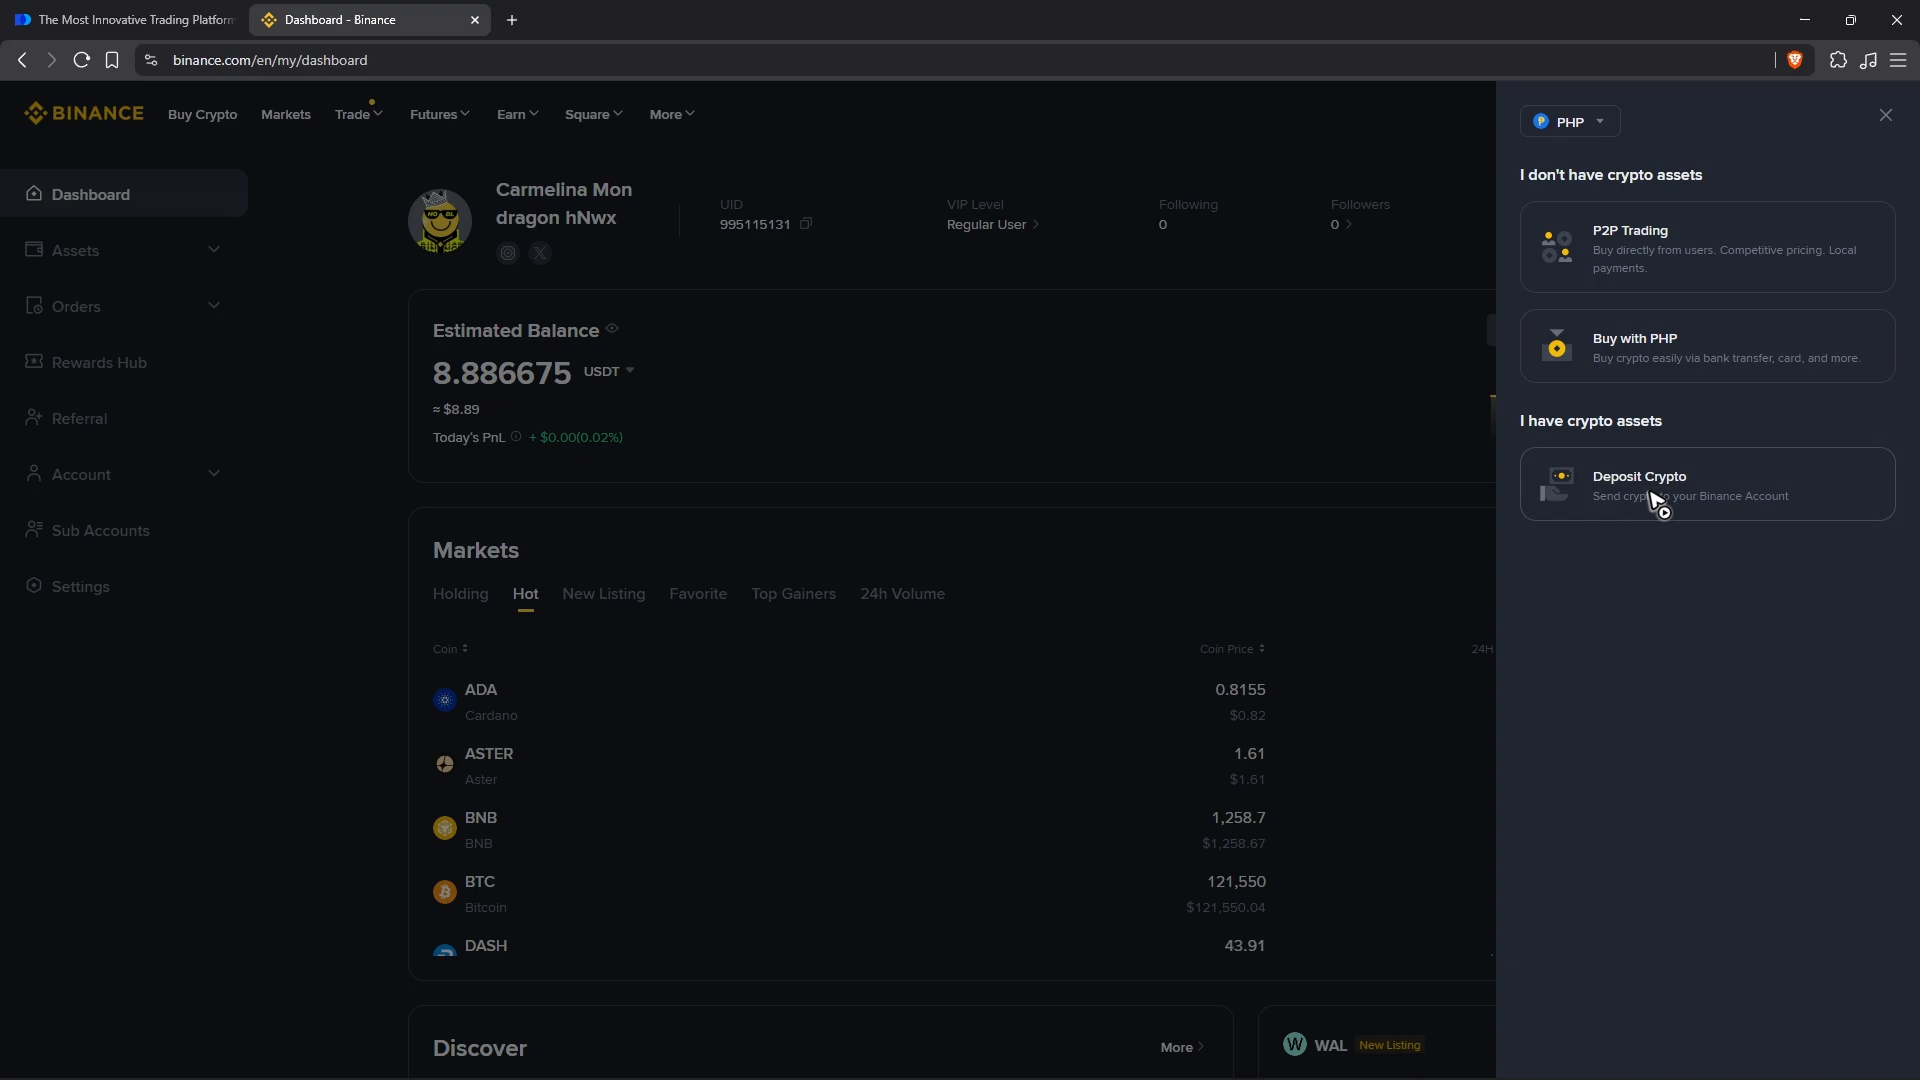 The Most Innovative Trading Platform
Dashboard - Binance
binance.com/en/my/dashboard
BINANCE
Buy Crypto
Markets
Trade
Futures
Earn
Square
More
Dashboard
Assets
Orders
Rewards Hub
Referral
Account
Sub Accounts
Settings
Carmelina Mon
dragon hNwx
UID
995115131
VIP Level
Regular User
Following
0
Followers
0
Estimated Balance
8.886675 USDT
≈ $8.89
Today's PnL + $0.00(0.02%)
Markets
Holding
Hot
New Listing
Favorite
Top Gainers
24h Volume
Coin
Coin Price
24H
ADA
0.8155
Cardano
$0.82
ASTER
1.61
Aster
$1.61
BNB
1,258.7
BNB
$1,258.67
BTC
121,550
Bitcoin
$121,550.04
DASH
43.91
Discover
More
WAL
New Listing
PHP
I don't have crypto assets
P2P Trading
Buy directly from users. Competitive pricing. Local
payments.
Buy with PHP
Buy crypto easily via bank transfer, card, and more.
I have crypto assets
Deposit Crypto
Send crypto to your Binance Account